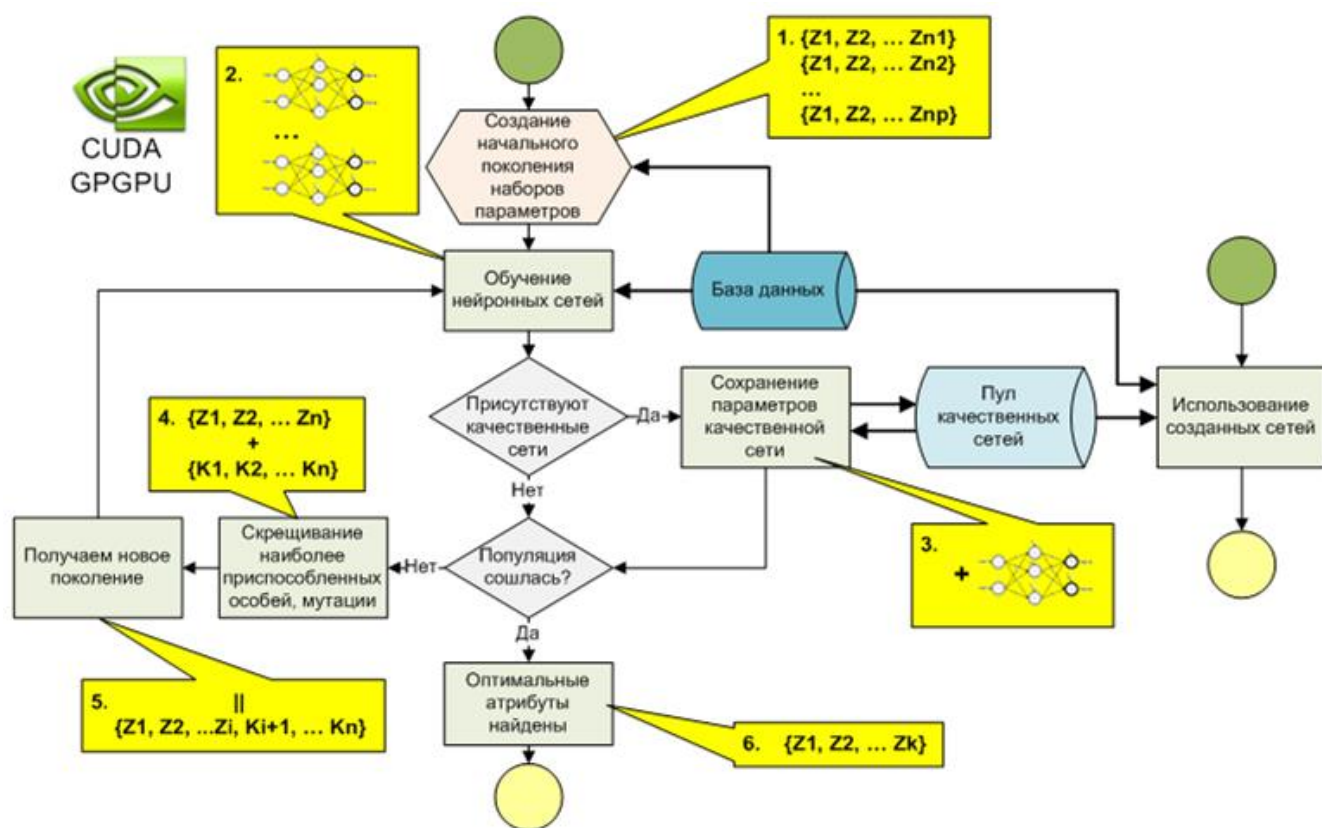 CUDA
GPGPU
2.
...
1. {Z1, Z2, ... Zn1}
{Z1, Z2, ... Zn2}
...
{Z1, Z2, ... Znp}
Создание
начального
поколения
наборов
параметров
Обучение
нейронных сетей
База данных
Присутствуют
качественные
сети
Да
Нет
Сохранение
параметров
качественной
сети
Пул
качественных
сетей
Использование
созданных сетей
4. {Z1, Z2, ... Zn}
+
{K1, K2, ... Kn}
Получаем новое
поколение
Скрещивание
наиболее
приспособленных
особей, мутации
Нет
Популяция
сошлась?
Да
3.
+
Оптимальные
атрибуты
найдены
5. ||
{Z1, Z2, ...Zi, Ki+1, ... Kn}
6. {Z1, Z2, ... Zk}